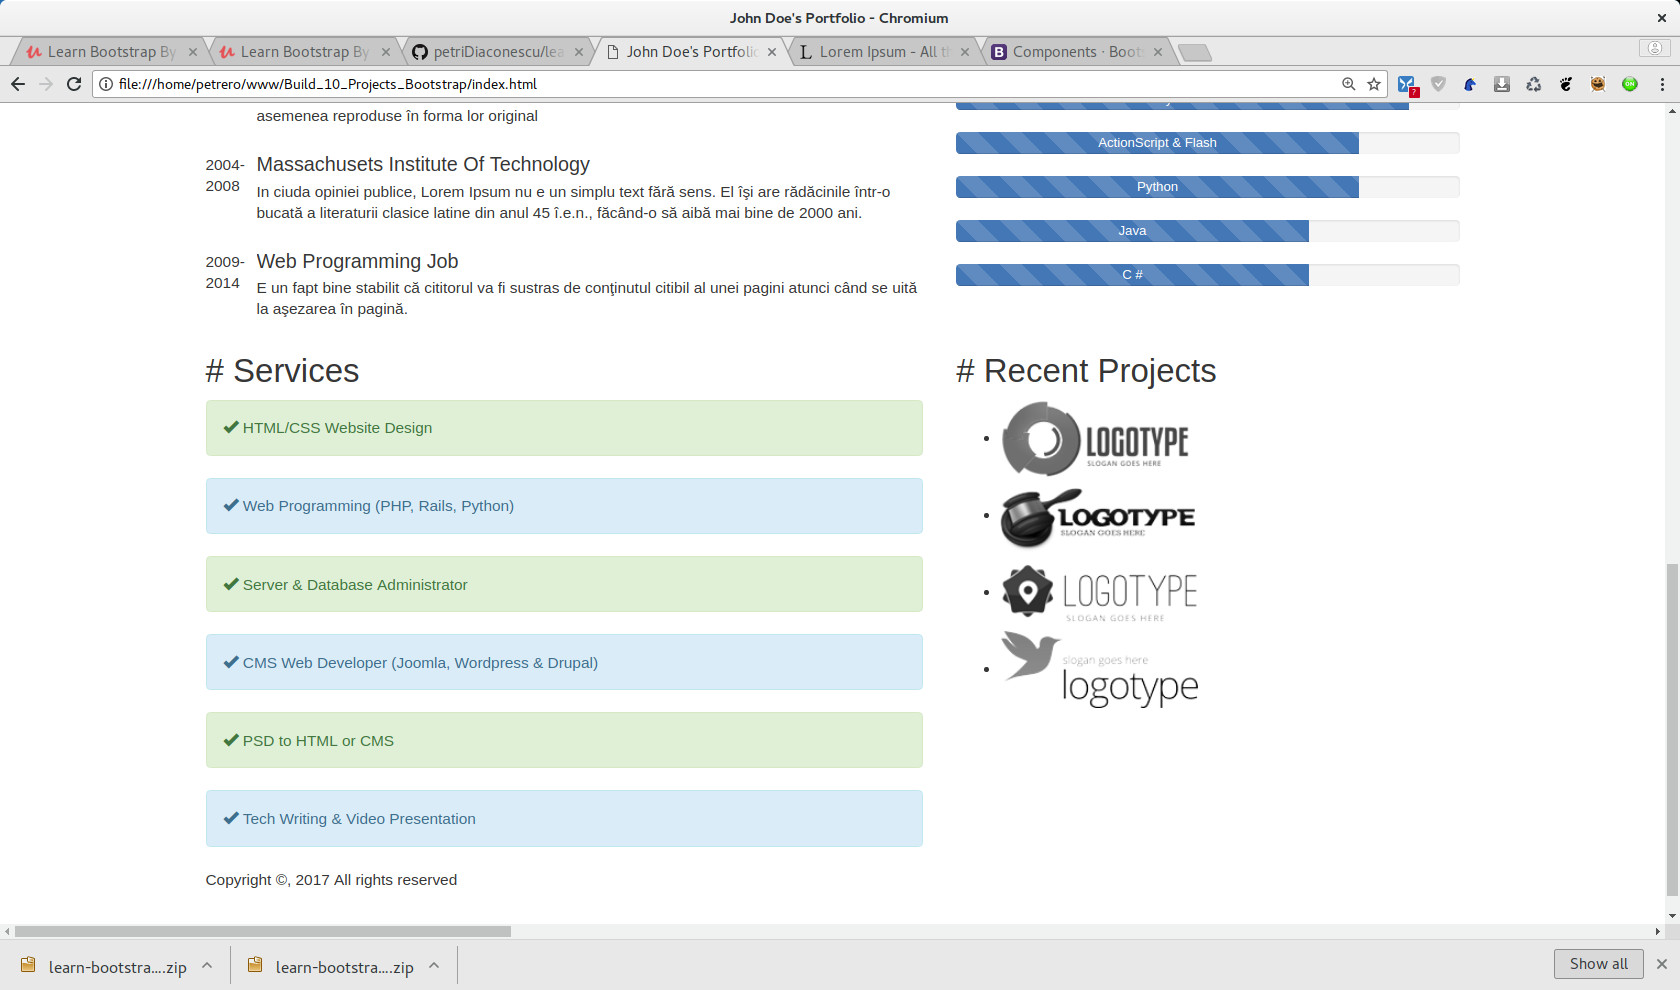 John Doe's Portfolio - Chromium
Learn Bootstrap By
Learn Bootstrap By
petriDiaconescu/lea
John Doe's Portfolio
Lorem Ipsum - All t
Components · Boots
file:///home/petrero/www/Build_10_Projects_Bootstrap/index.html
asemenea reproduse în forma lor original
2004-
2008
Massachusets Institute Of Technology
In ciuda opiniei publice, Lorem Ipsum nu e un simplu text fără sens. El îşi are rădăcinile într-o
bucată a literaturii clasice latine din anul 45 î.e.n., făcând-o să aibă mai bine de 2000 ani.
2009-
2014
Web Programming Job
E un fapt bine stabilit că cititorul va fi sustras de conţinutul citibil al unei pagini atunci când se uită
la aşezarea în pagină.
ActionScript & Flash
Python
Java
C #
# Services
HTML/CSS Website Design
Web Programming (PHP, Rails, Python)
Server & Database Administrator
CMS Web Developer (Joomla, Wordpress & Drupal)
PSD to HTML or CMS
Tech Writing & Video Presentation
# Recent Projects
LOGOTYPE
SLOGAN GOES HERE
LOGOTYPE
SLOGAN GOES HERE
LOGOTYPE
SLOGAN GOES HERE
slogan goes here
logotype
Copyright ©, 2017 All rights reserved
learn-bootstra....zip
learn-bootstra....zip
Show all